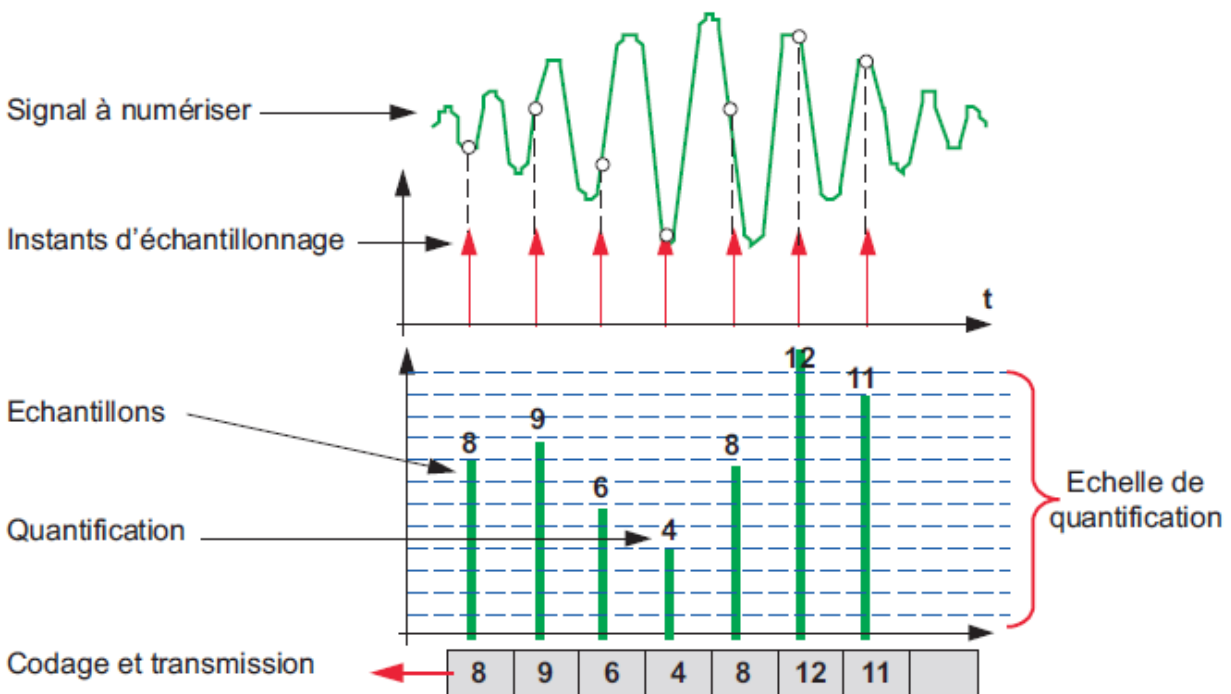 Signal à numériser
Instants d'échantillonnage
t
Echantillons
Quantification
8
9
6
4
8
12
11
Echelle de
quantification
Codage et transmission
8 9 6 4 8 12 11